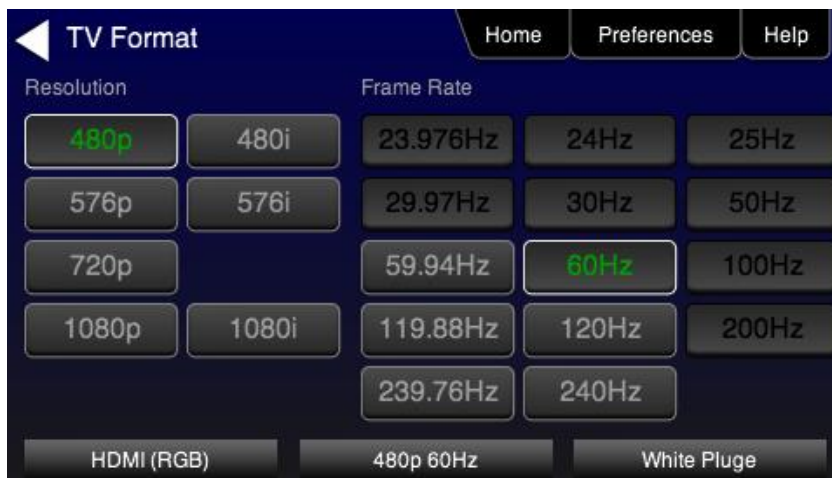 TV Format Home Preferences Help
Resolution Frame Rate
480p 480i 23.976Hz 24Hz 25Hz
576p 576i 29.97Hz 30Hz 50Hz
720p 59.94Hz 60Hz 100Hz
1080p 1080i 119.88Hz 120Hz 200Hz
239.76Hz 240Hz
HDMI (RGB) 480p 60Hz White Pluge